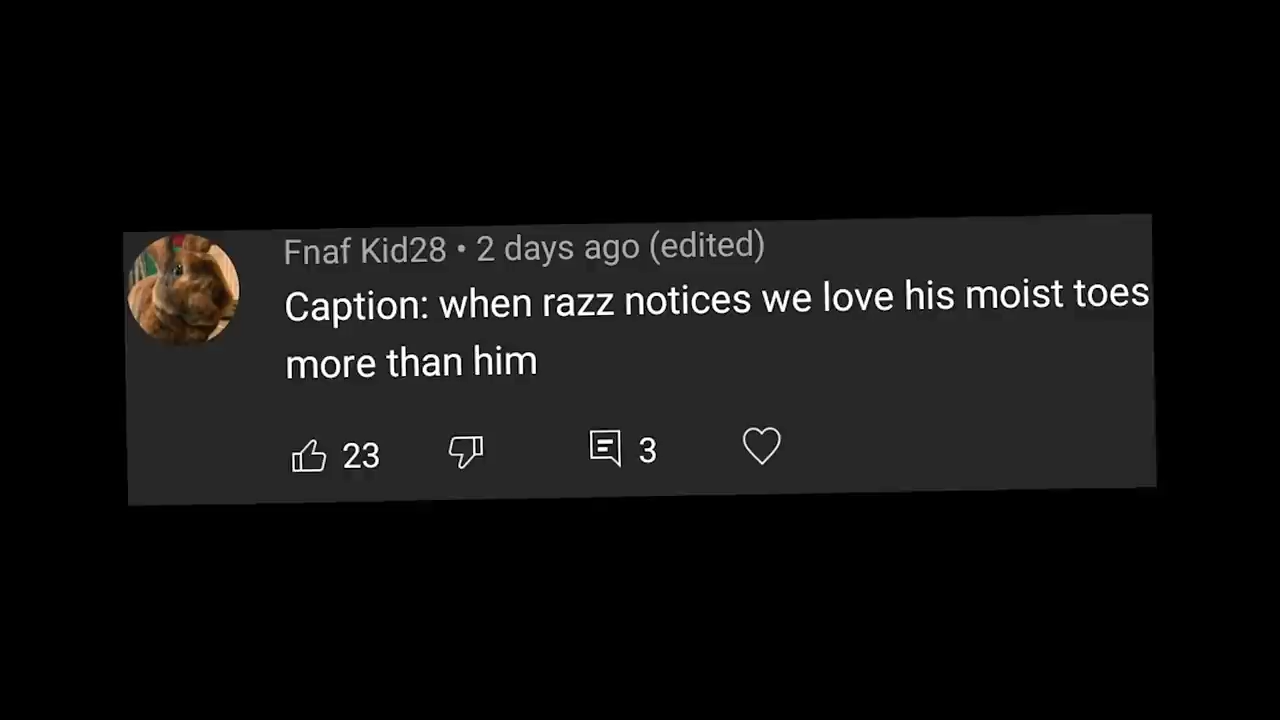 Fnaf Kid28 • 2 days ago (edited)
Caption: when razz notices we love his moist toes
more than him
23 3